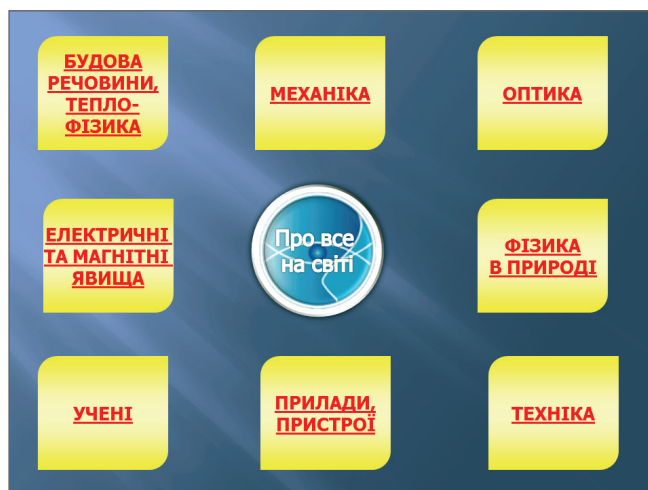 БУДОВА
РЕЧОВИНИ,
ТЕПЛО-
ФІЗИКА
МЕХАНІКА
ОПТИКА
ЕЛЕКТРИЧНІ
ТА МАГНІТНІ
ЯВИЩА
Про все
на світі
ФІЗИКА
В ПРИРОДІ
УЧЕНІ
ПРИЛАДИ,
ПРИСТРОЇ
ТЕХНІКА